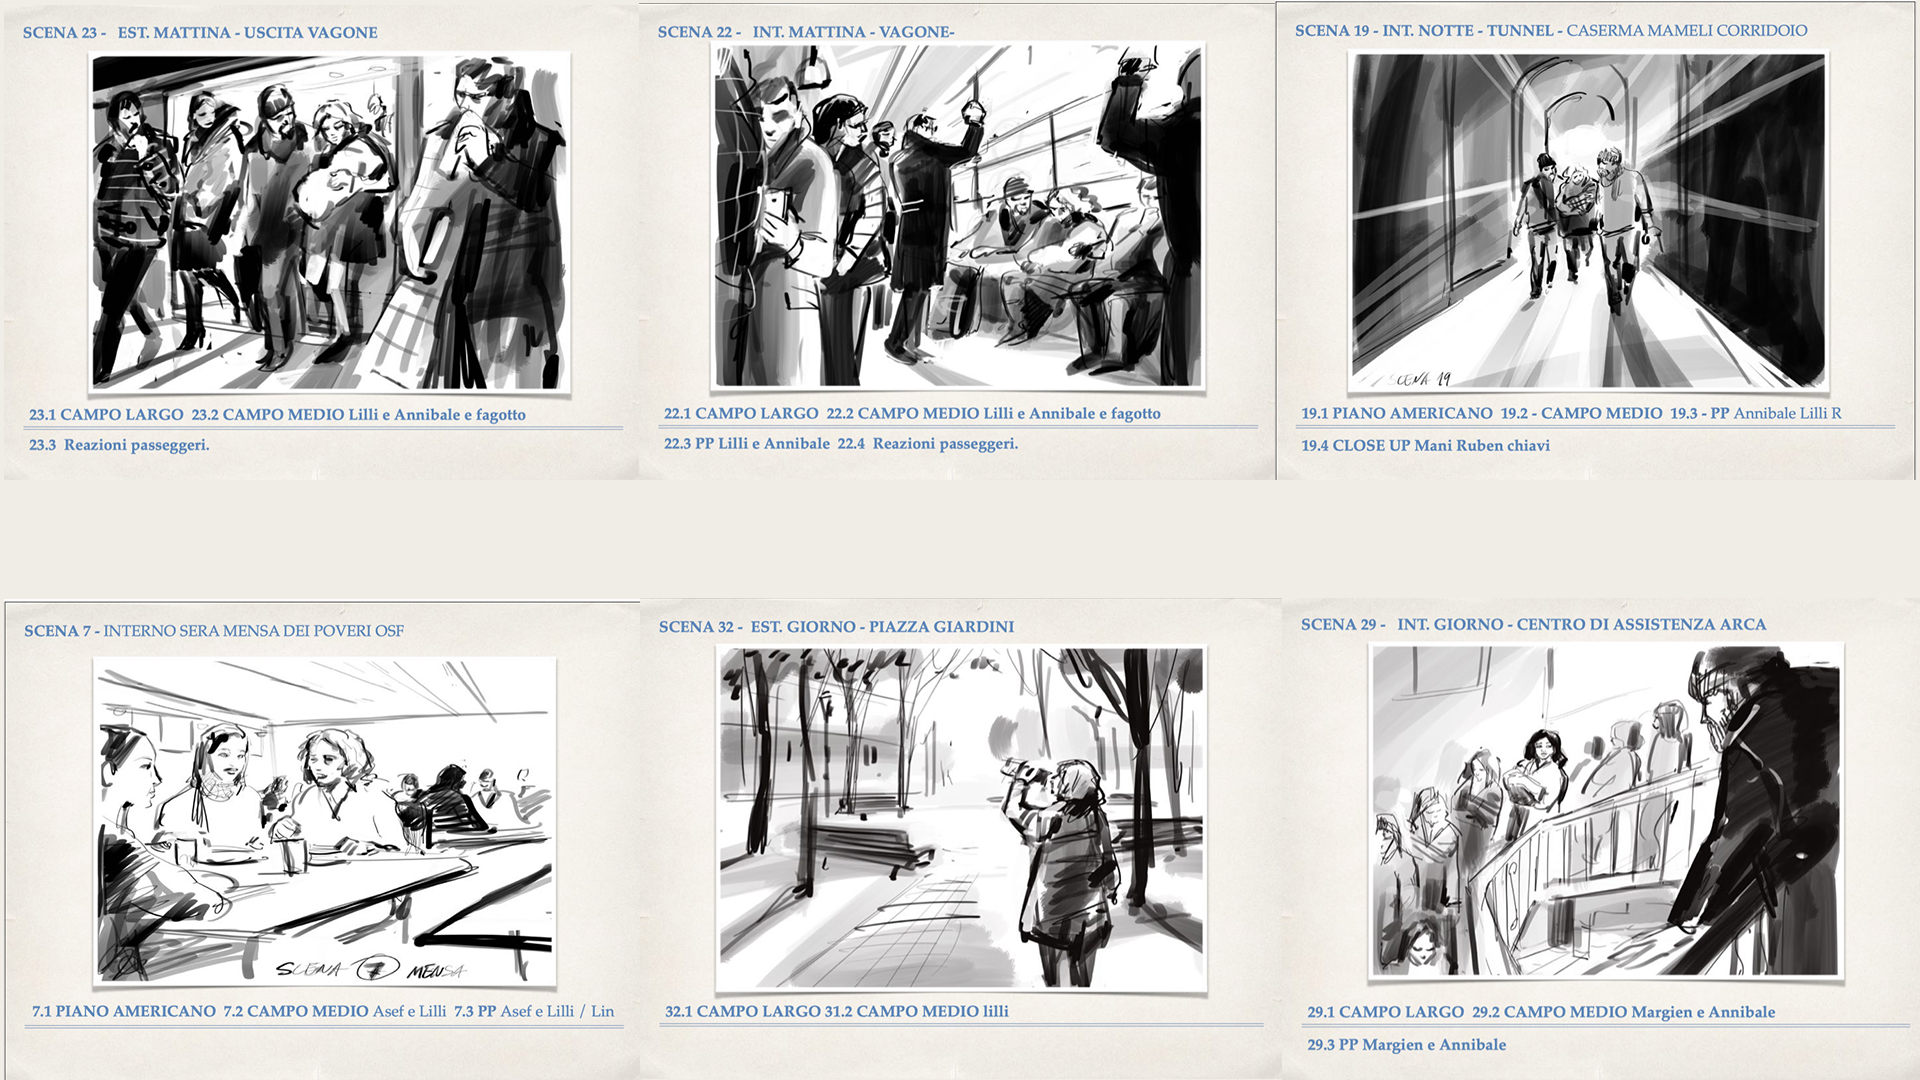 SCENA 23 - EST. MATTINA - USCITA VAGONE
23.1 CAMPO LARGO 23.2 CAMPO MEDIO Lilli e Annibale e fagotto
23.3 Reazioni passeggeri.
SCENA 22 - INT. MATTINA - VAGONE-
22.1 CAMPO LARGO 22.2 CAMPO MEDIO Lilli e Annibale e fagotto
22.3 PP Lilli e Annibale 22.4 Reazioni passeggeri.
SCENA 19 - INT. NOTTE - TUNNEL - CASERMA MAMELI CORRIDOIO
SCENA 19
19.1 PIANO AMERICANO 19.2 - CAMPO MEDIO 19.3 - PP Annibale Lilli R
19.4 CLOSE UP Mani Ruben chiavi
SCENA 7 - INTERNO SERA MENSA DEI POVERI OSF
SCENA 7 MENSA
7.1 PIANO AMERICANO 7.2 CAMPO MEDIO Asef e Lilli 7.3 PP Asef e Lilli / Lin
SCENA 32 - EST. GIORNO - PIAZZA GIARDINI
32.1 CAMPO LARGO 31.2 CAMPO MEDIO lilli
SCENA 29 - INT. GIORNO - CENTRO DI ASSISTENZA ARCA
29.1 CAMPO LARGO 29.2 CAMPO MEDIO Margien e Annibale
29.3 PP Margien e Annibale